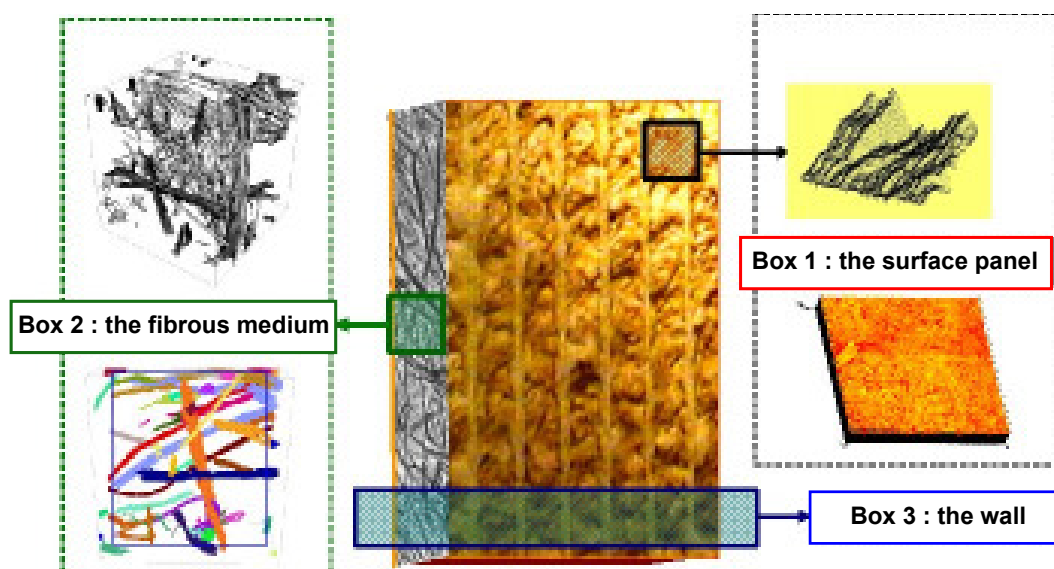 Box 1 : the surface panel
Box 2 : the fibrous medium
Box 3 : the wall